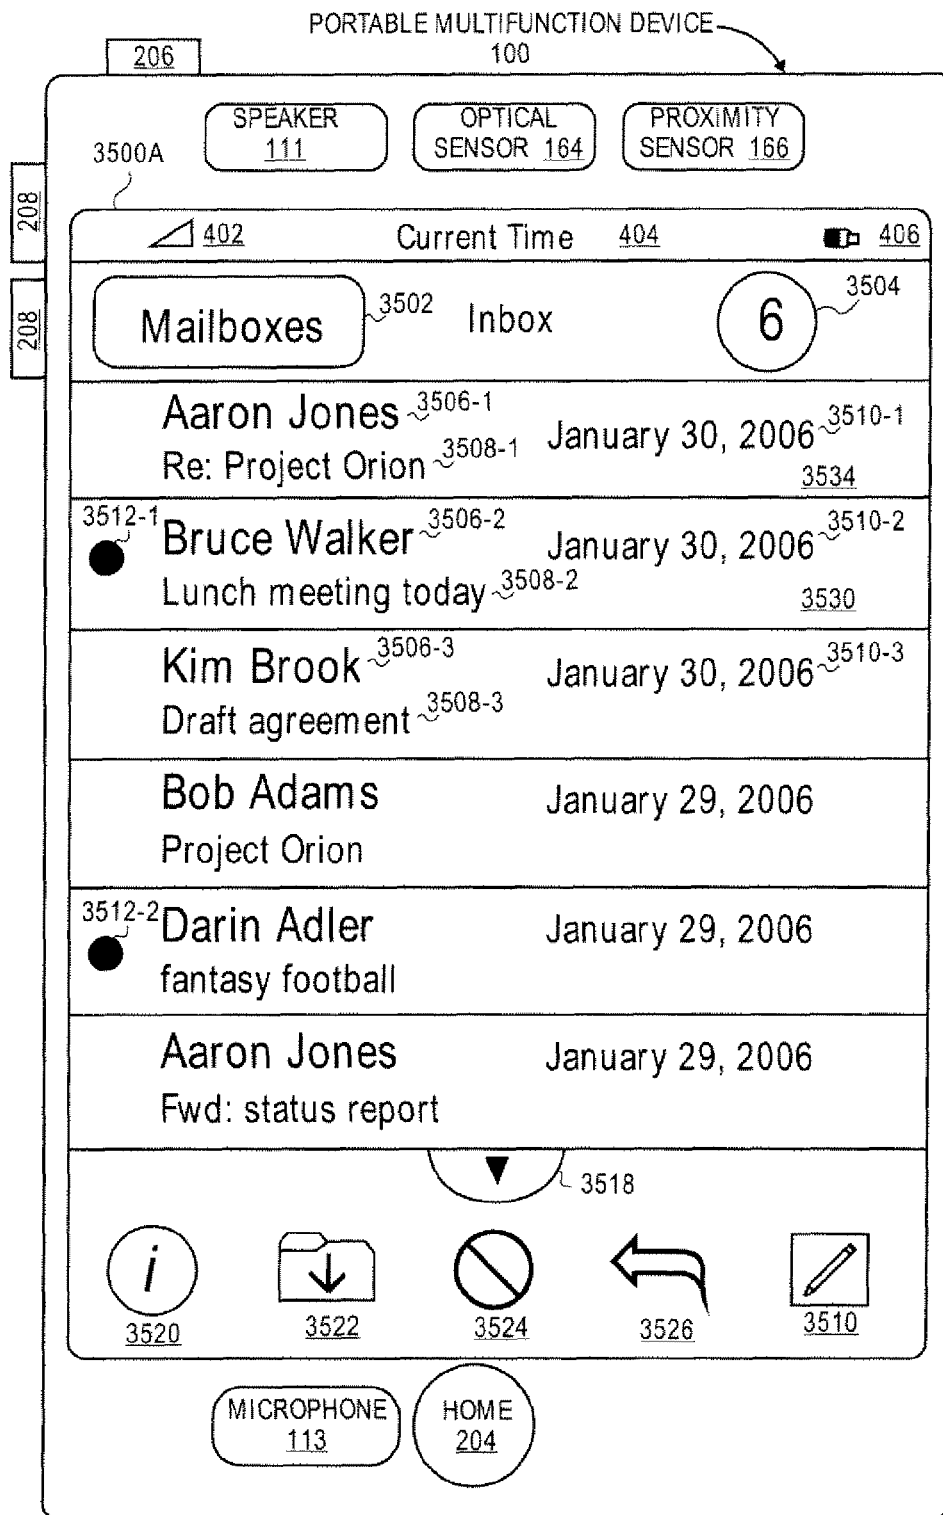 PORTABLE MULTIFUNCTION DEVICE
100
206
SPEAKER
111
OPTICAL
SENSOR 164
PROXIMITY
SENSOR 166
3500A
208
208
402
Current Time 404
406
Mailboxes
3502
Inbox
6
3504
Aaron Jones 3506-1
January 30, 2006 3510-1
Re: Project Orion 3508-1
3534
3512-1
Bruce Walker 3506-2
January 30, 2006 3510-2
Lunch meeting today 3508-2
3530
Kim Brook 3506-3
January 30, 2006 3510-3
Draft agreement 3508-3
Bob Adams
January 29, 2006
Project Orion
3512-2
Darin Adler
January 29, 2006
fantasy football
Aaron Jones
January 29, 2006
Fwd: status report
3518
i
3520
3522
3524
3526
3510
MICROPHONE
113
HOME
204